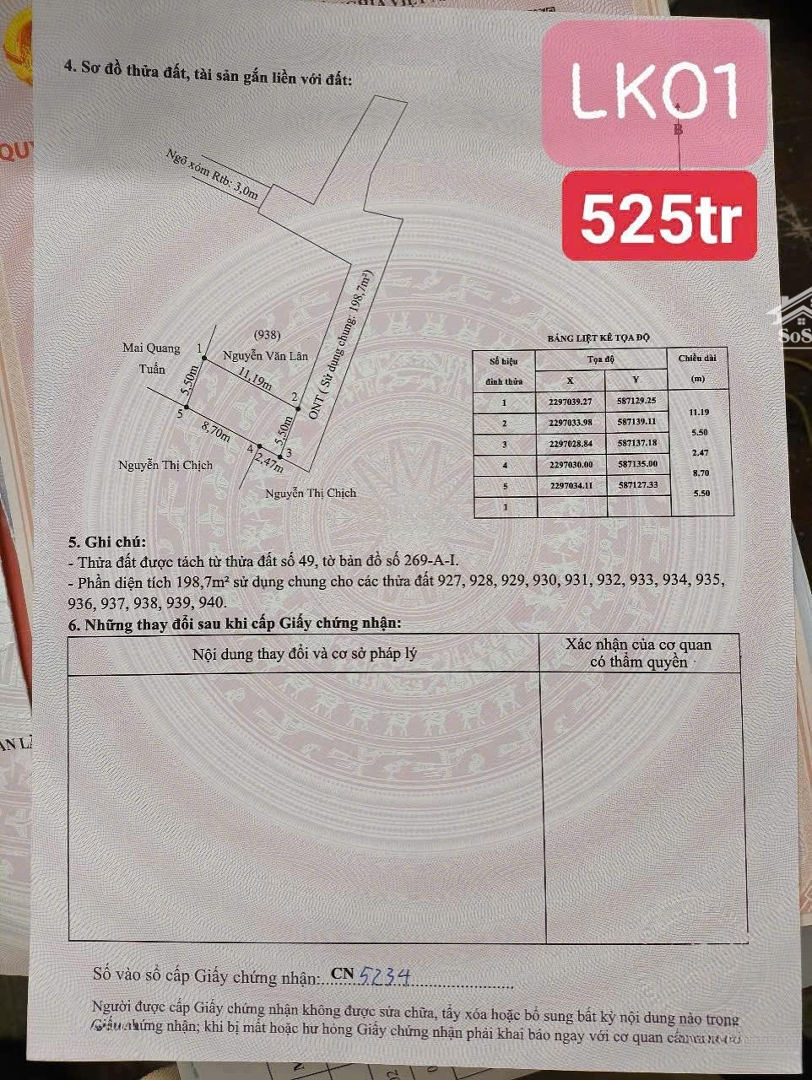 LK01
525tr
B
QU
4. Sơ đồ thửa đất, tài sản gắn liền với đất:
Ngõ xóm Rtb: 3,0m
ONT ( Sử dụng chung: 198,7m²)
(938)
Nguyễn Văn Lân
Mai Quang
Tuấn
1
11,19m
2
5,50m
5,50m
5
8,70m
4
2,47m
3
Nguyễn Thị Chịch
Nguyễn Thị Chịch
BẢNG LIỆT KÊ TỌA ĐỘ
Số hiệu đỉnh thửa Tọa độ Chiều dài (m)
X Y
1 2297039.27 587129.25
11.19
2 2297033.98 587139.11
5.50
3 2297028.84 587137.18
2.47
4 2297030.00 587135.00
8.70
5 2297034.11 587127.33
5.50
1
SoS
5. Ghi chú:
- Thửa đất được tách từ thửa đất số 49, tờ bản đồ số 269-A-I.
- Phần diện tích 198,7m² sử dụng chung cho các thửa đất 927, 928, 929, 930, 931, 932, 933, 934, 935,
936, 937, 938, 939, 940.
6. Những thay đổi sau khi cấp Giấy chứng nhận:
Nội dung thay đổi và cơ sở pháp lý
Xác nhận của cơ quan
có thẩm quyền
Số vào sổ cấp Giấy chứng nhận: CN 5234
Người được cấp Giấy chứng nhận không được sửa chữa, tẩy xóa hoặc bổ sung bất kỳ nội dung nào trong
Giấy chứng nhận; khi bị mất hoặc hư hỏng Giấy chứng nhận phải khai báo ngay với cơ quan